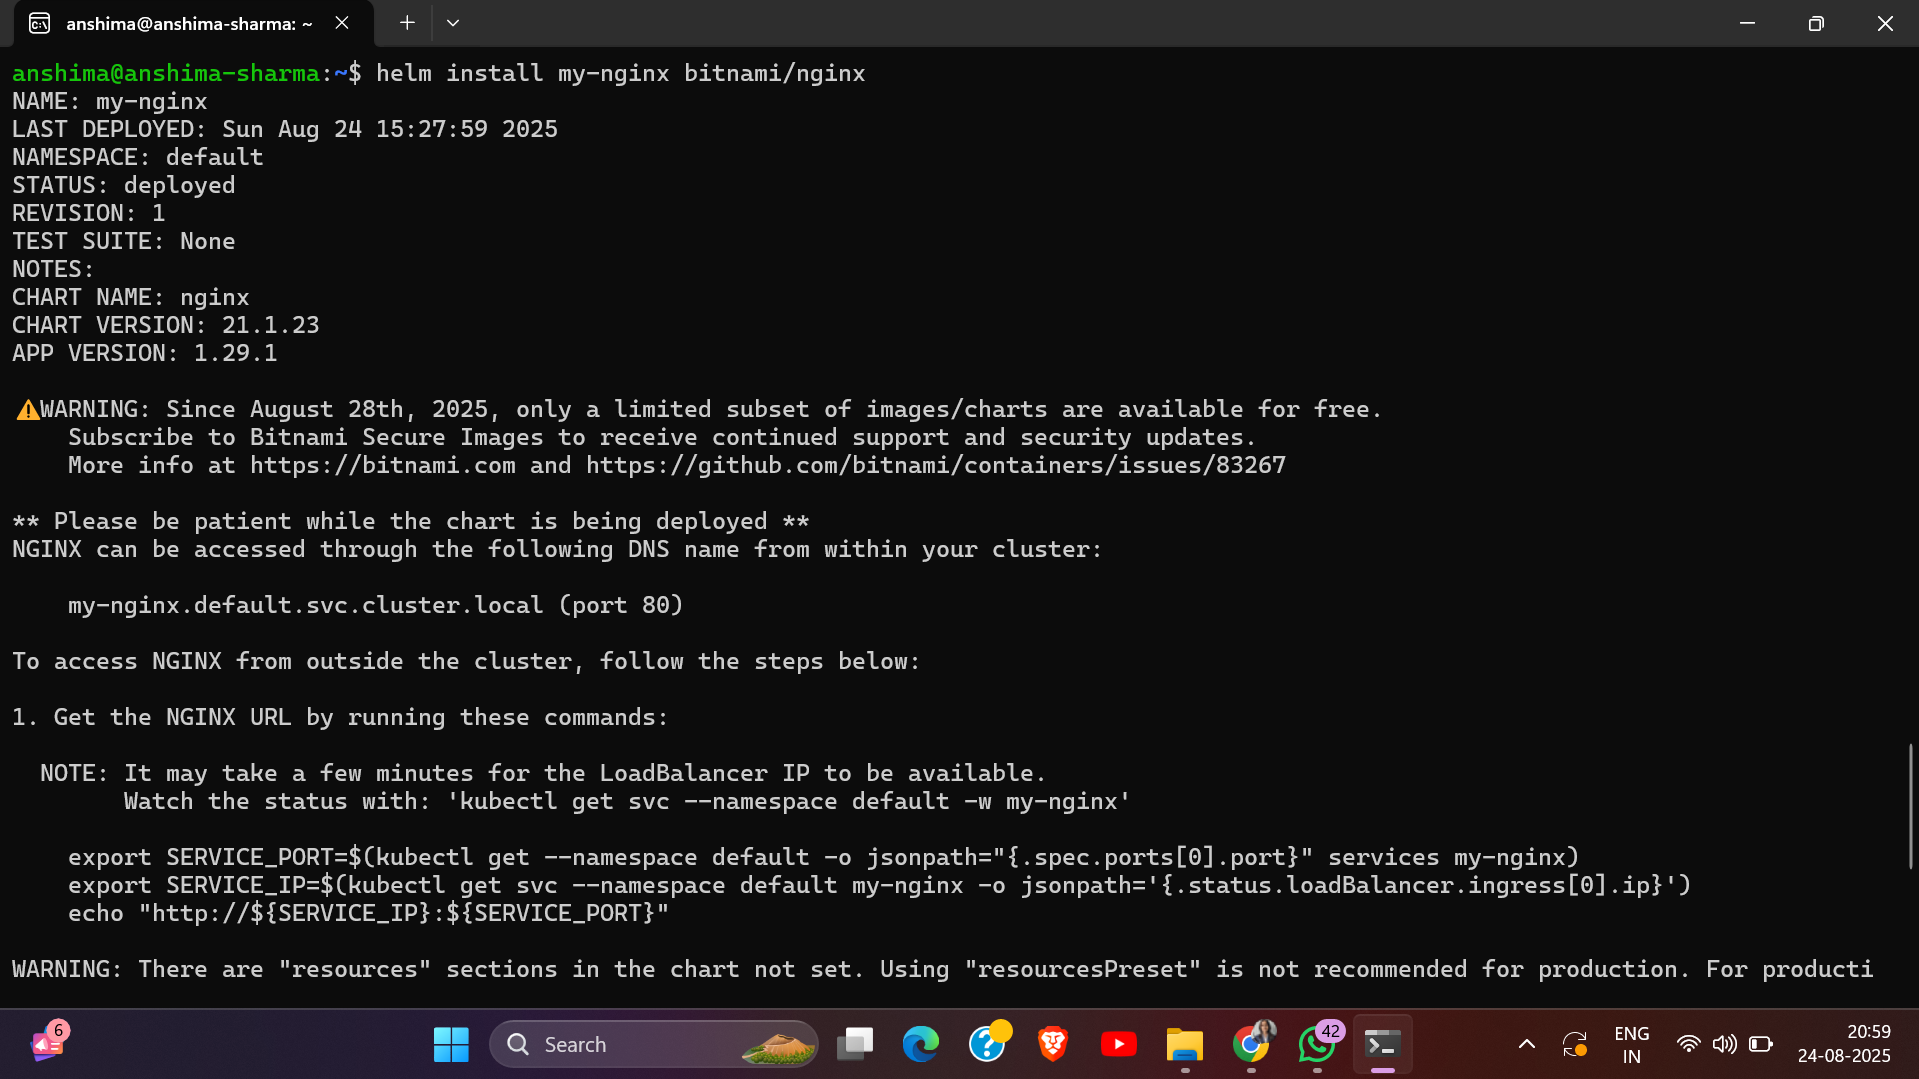 anshima@anshima-sharma: ~
anshima@anshima-sharma:~$ helm install my-nginx bitnami/nginx
NAME: my-nginx
LAST DEPLOYED: Sun Aug 24 15:27:59 2025
NAMESPACE: default
STATUS: deployed
REVISION: 1
TEST SUITE: None
NOTES:
CHART NAME: nginx
CHART VERSION: 21.1.23
APP VERSION: 1.29.1
⚠WARNING: Since August 28th, 2025, only a limited subset of images/charts are available for free.
Subscribe to Bitnami Secure Images to receive continued support and security updates.
More info at https://bitnami.com and https://github.com/bitnami/containers/issues/83267
** Please be patient while the chart is being deployed **
NGINX can be accessed through the following DNS name from within your cluster:
my-nginx.default.svc.cluster.local (port 80)
To access NGINX from outside the cluster, follow the steps below:
1. Get the NGINX URL by running these commands:
NOTE: It may take a few minutes for the LoadBalancer IP to be available.
Watch the status with: 'kubectl get svc --namespace default -w my-nginx'
export SERVICE_PORT=$(kubectl get --namespace default -o jsonpath="{.spec.ports[0].port}" services my-nginx)
export SERVICE_IP=$(kubectl get svc --namespace default my-nginx -o jsonpath='{.status.loadBalancer.ingress[0].ip}')
echo "http://${SERVICE_IP}:${SERVICE_PORT}"
WARNING: There are "resources" sections in the chart not set. Using "resourcesPreset" is not recommended for production. For producti
6
Search
42
ENG
IN
20:59
24-08-2025